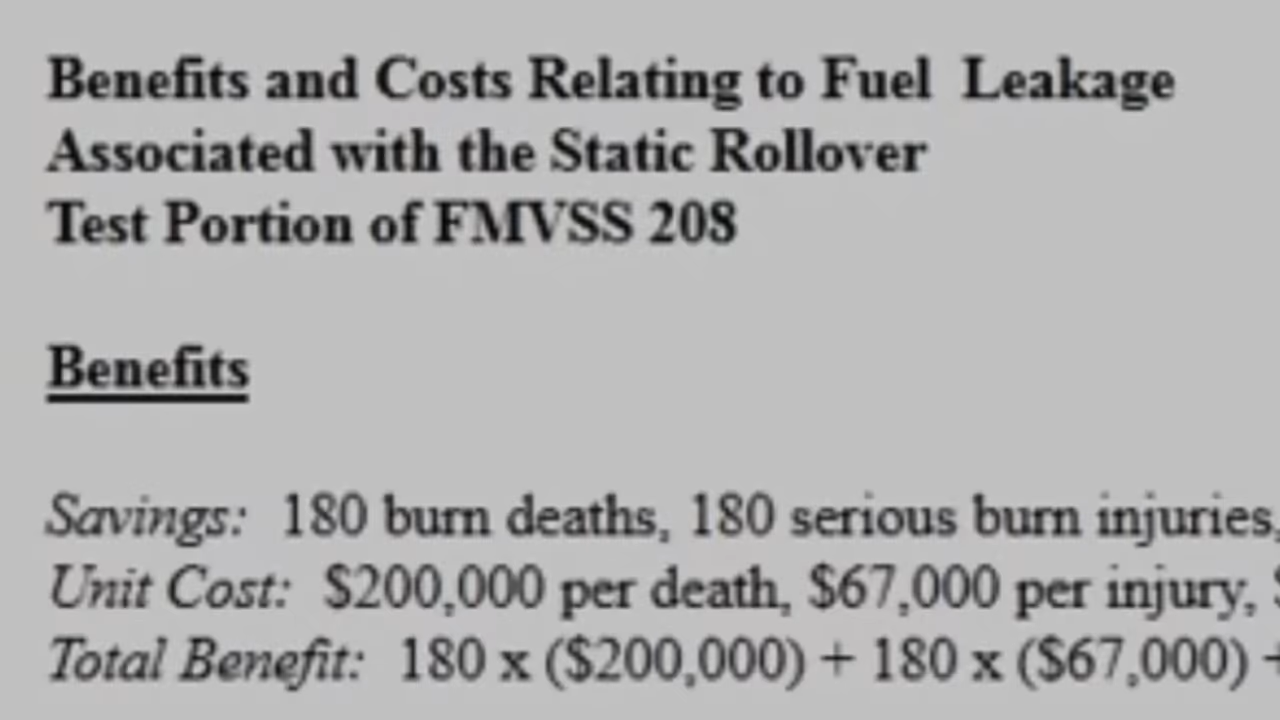 Benefits and Costs Relating to Fuel Leakage
Associated with the Static Rollover
Test Portion of FMVSS 208
Benefits
Savings: 180 burn deaths, 180 serious burn injuries,
Unit Cost: $200,000 per death, $67,000 per injury, $
Total Benefit: 180 x ($200,000) + 180 x ($67,000) +